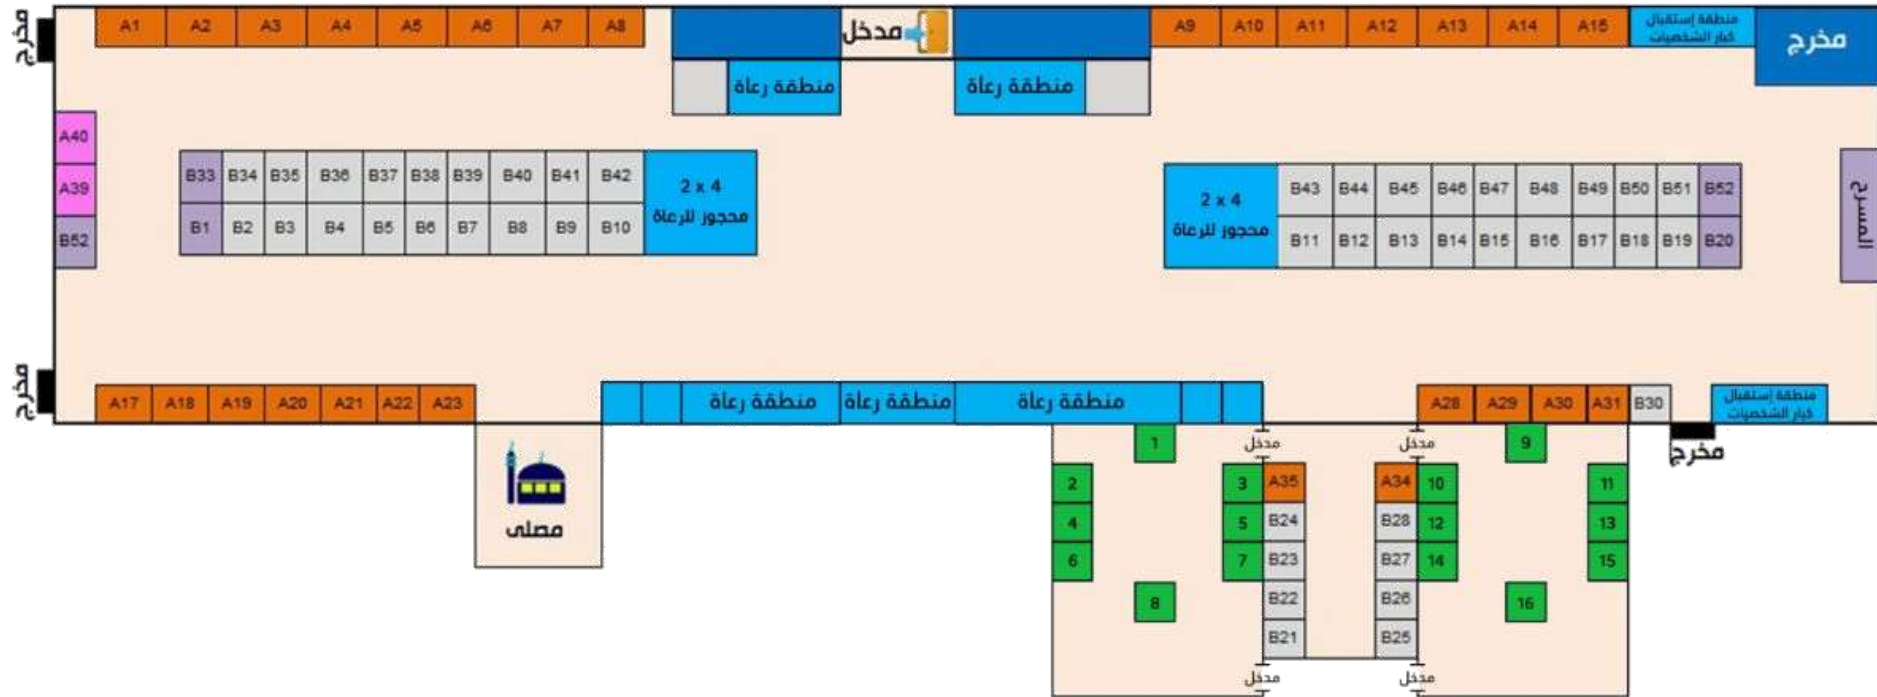 A1 A2 A3 A4 A5 A6 A7 A8
مدخل
A9 A10 A11 A12 A13 A14 A15
منطقة إستقبال
كبار الشخصيات
مخرج
مخرج
منطقة رعاة
منطقة رعاة
A40
A39
B52
B33 B34 B35 B36 B37 B38 B39 B40 B41 B42
B1 B2 B3 B4 B5 B6 B7 B8 B9 B10
2 x 4
محجوز للرعاة
2 x 4
محجوز للرعاة
B43 B44 B45 B46 B47 B48 B49 B50 B51 B52
B11 B12 B13 B14 B15 B16 B17 B18 B19 B20
المسرح
مخرج
A17 A18 A19 A20 A21 A22 A23
منطقة رعاة
منطقة رعاة
منطقة رعاة
A28 A29 A30 A31 B30
منطقة إستقبال
كبار الشخصيات
مخرج
مصلى
1
مدخل
مدخل
9
2 3 A35 A34 10 11
4 5 B24 B28 12 13
6 7 B23 B27 14 15
8 B22 B26 16
B21 B25
مدخل
مدخل